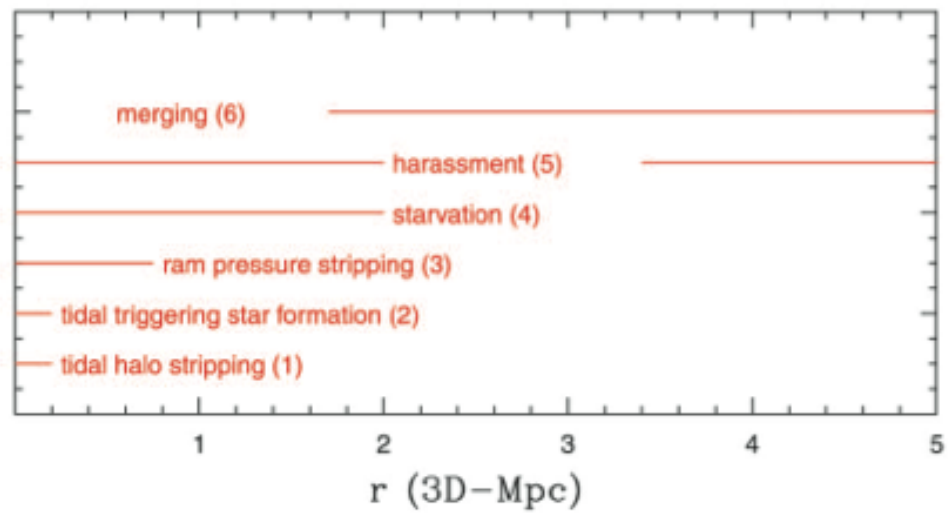 merging (6)
harassment (5)
starvation (4)
ram pressure stripping (3)
tidal triggering star formation (2)
tidal halo stripping (1)
1 2 3 4 5
r (3D-Mpc)